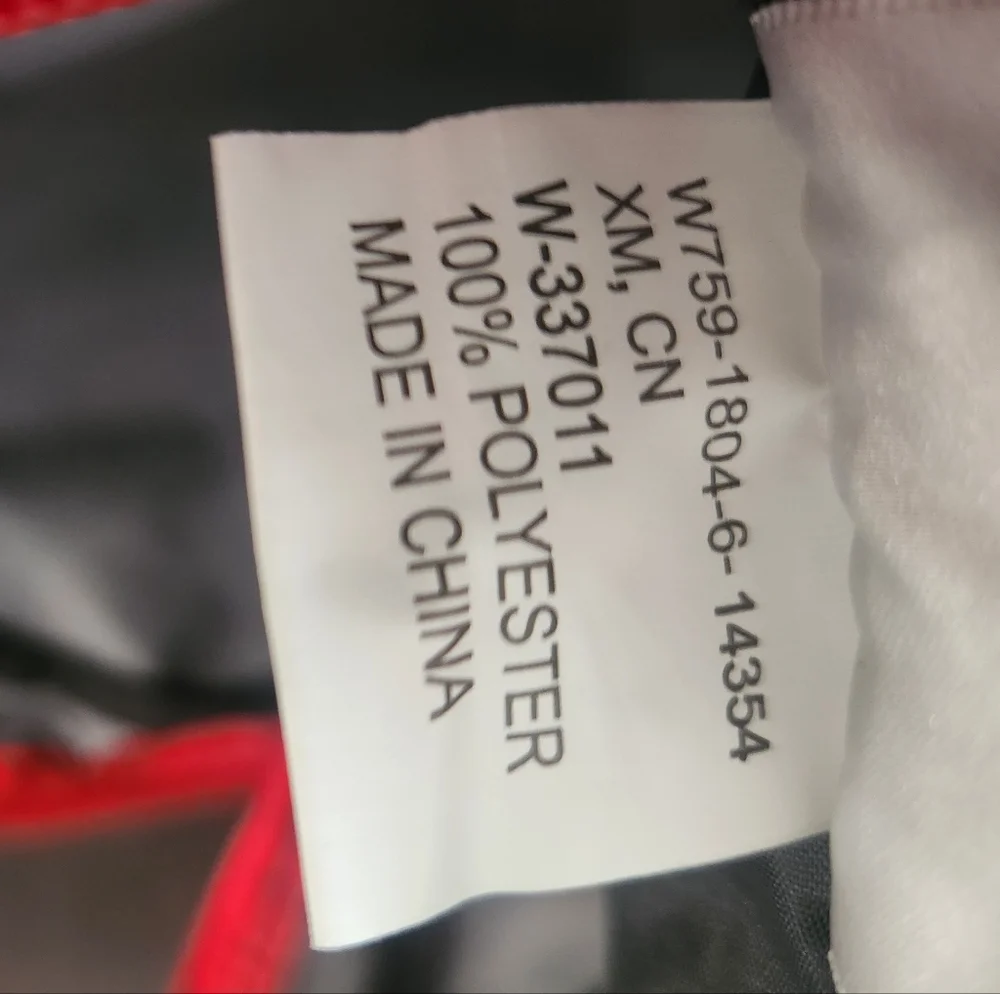 W759-1804-6- 14354
XM, CN
W-337011
100% POLYESTER
MADE IN CHINA